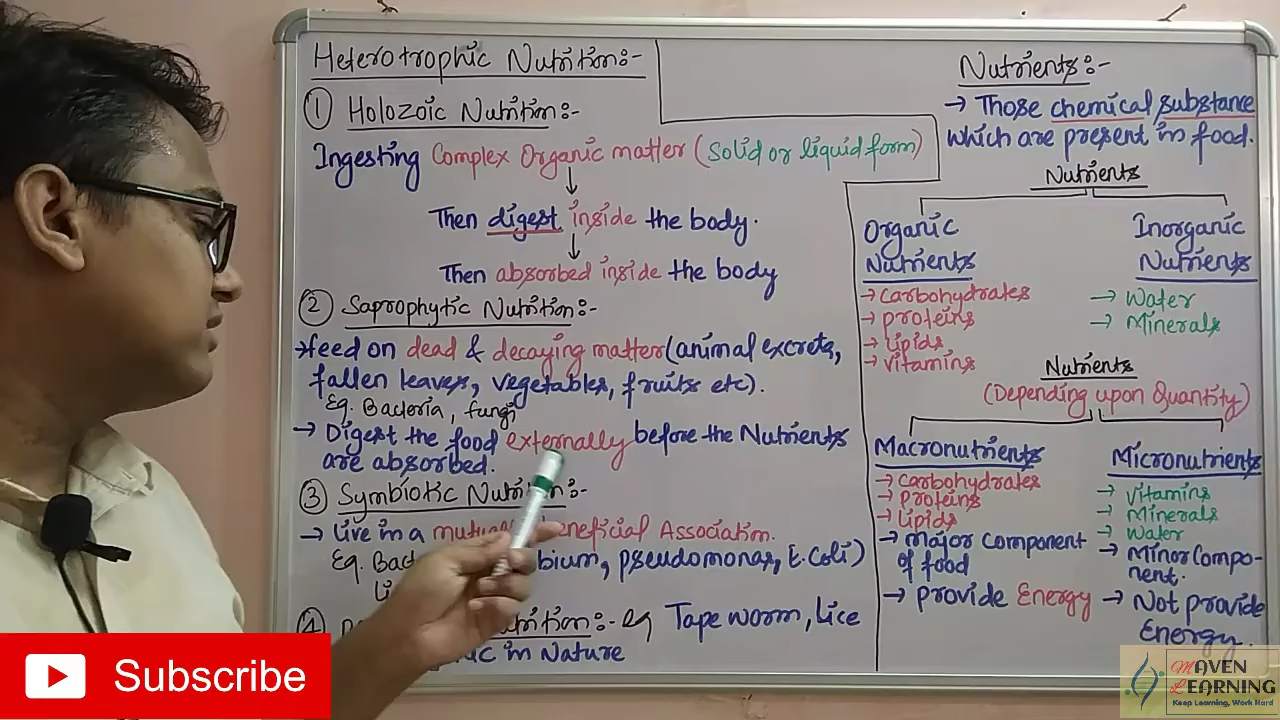 Heterotrophic Nutrition:-
① Holozoic Nutrition:-
Ingesting Complex Organic matter (Solid or liquid form)
↓
Then digest inside the body.
↓
Then absorbed inside the body
② Saprophytic Nutrition:-
→ feed on dead & decaying matter (animal excreta,
fallen leaves, vegetables, fruits etc).
Eg. Bacteria, fungi
→ Digest the food externally before the Nutrients
are absorbed.
③ Symbiotic Nutrition:-
→ live in a beneficial Association.
Eg. pseudomonas, E. Coli)
④ :- eg Tape worm, lice
in Nature
Nutrients:-
→ Those chemical substance
which are present in food.
Nutrients
Organic
Nutrients
→ Carbohydrates
→ proteins
→ lipids
→ vitamins
Inorganic
Nutrients
→ Water
→ Minerals
Nutrients
(Depending upon Quantity)
Macronutrients
→ Carbohydrates
→ proteins
→ lipids
→ Major component
of food
→ provide Energy
Micronutrients
→ vitamins
→ Minerals
→ Water
→ Minor Compo-
nent.
→ Not provide
Energy.
Subscribe
MAVEN
LEARNING
Keep Learning, Work Hard